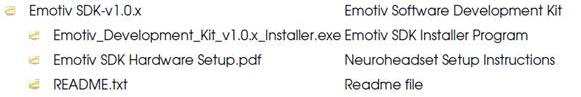 Emotiv SDK-v1.0.x Emotiv Software Development Kit
Emotiv_Development_Kit_v1.0.x_Installer.exe Emotiv SDK Installer Program
Emotiv SDK Hardware Setup.pdf Neuroheadset Setup Instructions
README.txt Readme file